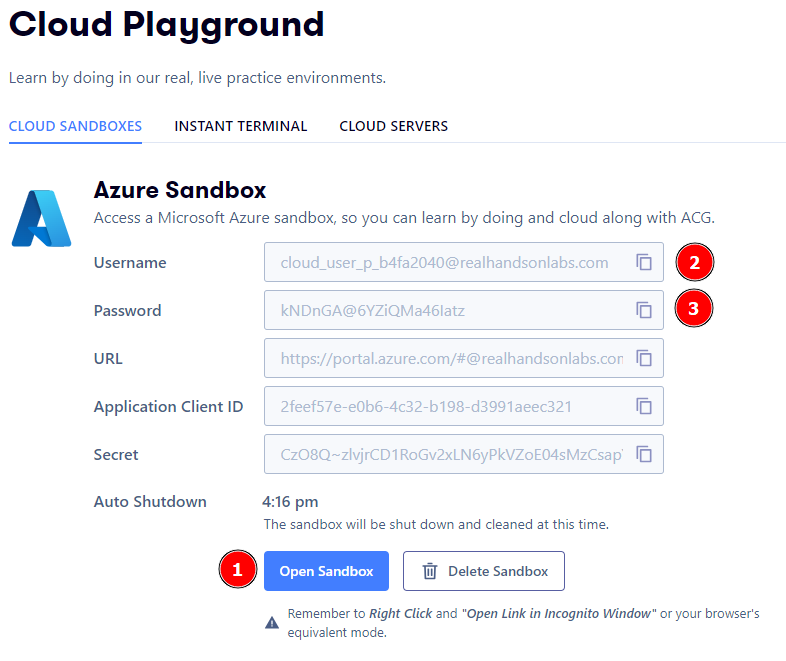 Cloud Playground
Learn by doing in our real, live practice environments.
CLOUD SANDBOXES INSTANT TERMINAL CLOUD SERVERS
Azure Sandbox
Access a Microsoft Azure sandbox, so you can learn by doing and cloud along with ACG.
Username cloud_user_p_b4fa2040@realhandsonlabs.com 2
Password kNDnGA@6YZiQMa46Iatz 3
URL https://portal.azure.com/#@realhandsonlabs.com
Application Client ID 2feef57e-e0b6-4c32-b198-d3991aeec321
Secret CzO8Q~zlvjrCD1RoGv2xLN6yPkVZoE04sMzCsap
Auto Shutdown 4:16 pm
The sandbox will be shut down and cleaned at this time.
1 Open Sandbox Delete Sandbox
Remember to Right Click and "Open Link in Incognito Window" or your browser's
equivalent mode.